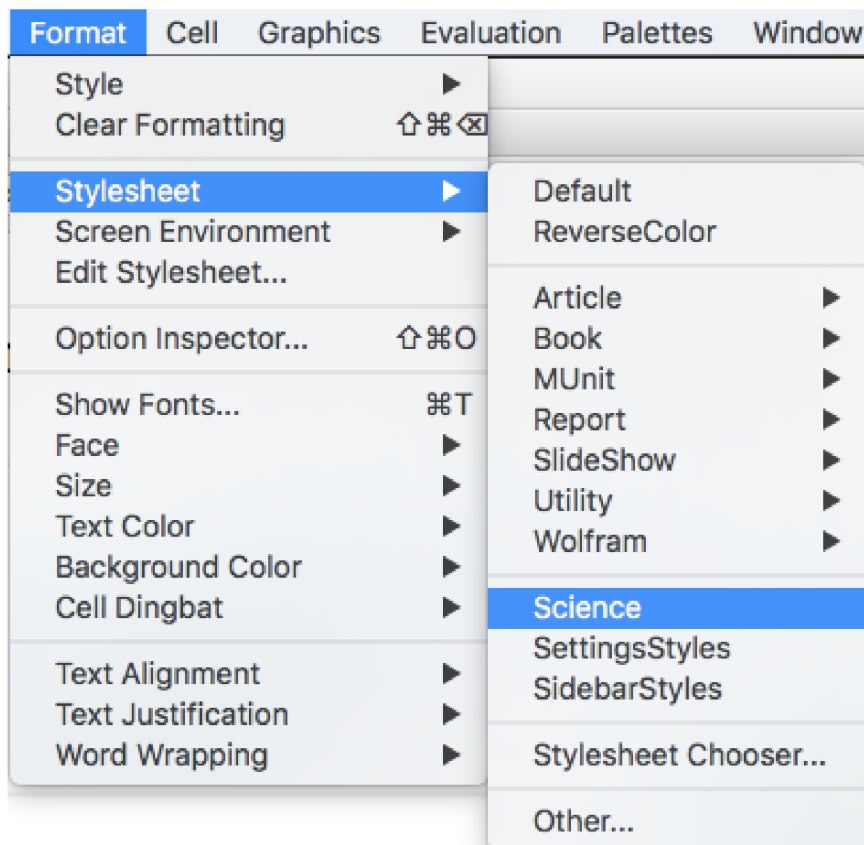 Format Cell Graphics Evaluation Palettes Window
Style ▶
Clear Formatting ⇧⌘⌫
Stylesheet ▶
Screen Environment ▶
Edit Stylesheet...
Option Inspector... ⇧⌘O
Show Fonts... ⌘T
Face ▶
Size ▶
Text Color ▶
Background Color ▶
Cell Dingbat ▶
Text Alignment ▶
Text Justification ▶
Word Wrapping ▶
Default
ReverseColor
Article ▶
Book ▶
MUnit ▶
Report ▶
SlideShow ▶
Utility ▶
Wolfram ▶
Science
SettingsStyles
SidebarStyles
Stylesheet Chooser...
Other...